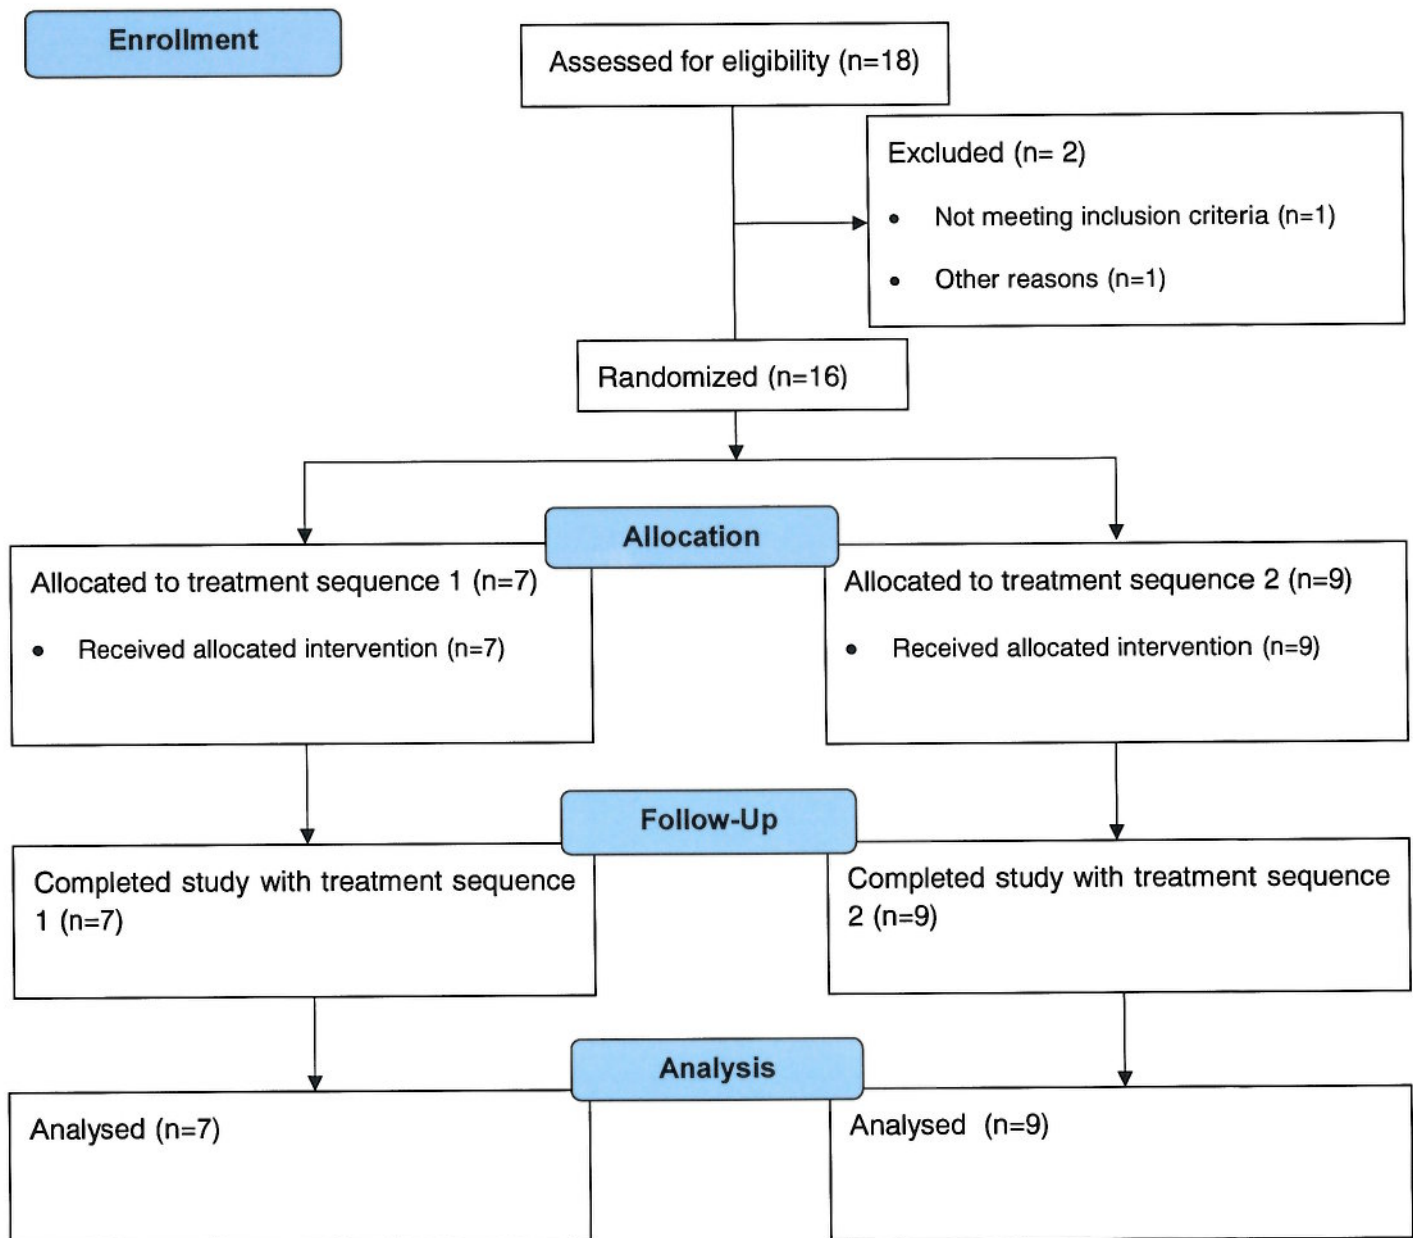 Enrollment
Assessed for eligibility (n=18)
Excluded (n= 2)
• Not meeting inclusion criteria (n=1)
• Other reasons (n=1)
Randomized (n=16)
Allocation
Allocated to treatment sequence 1 (n=7)
• Received allocated intervention (n=7)
Allocated to treatment sequence 2 (n=9)
• Received allocated intervention (n=9)
Follow-Up
Completed study with treatment sequence
1 (n=7)
Completed study with treatment sequence
2 (n=9)
Analysis
Analysed (n=7)
Analysed  (n=9)